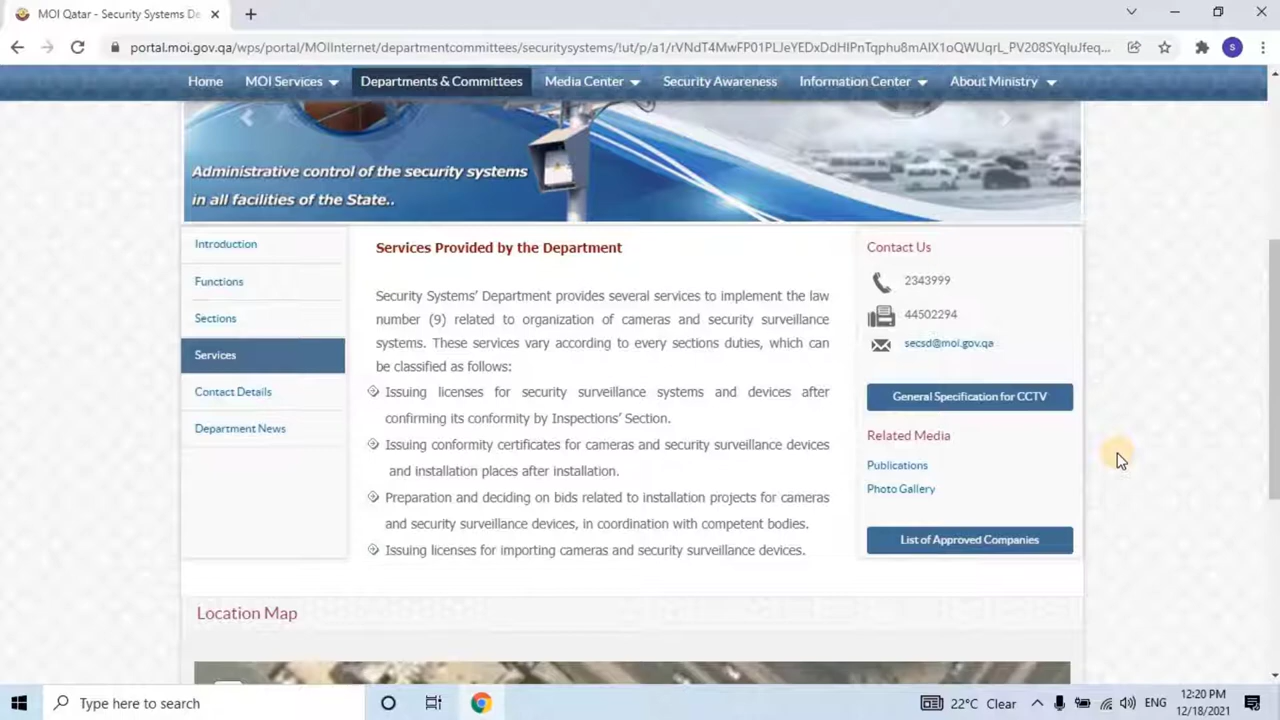 MOI Qatar - Security Systems De
portal.moi.gov.qa/wps/portal/MOIInternet/departmentcommittees/securitysystems/!ut/p/a1/
S
Home MOI Services Departments & Committees Media Center Security Awareness Information Center About Ministry
Administrative control of the security systems
in all facilities of the State..
Introduction
Functions
Sections
Services
Contact Details
Department News
Services Provided by the Department
Security Systems' Department provides several services to implement the law
number (9) related to organization of cameras and security surveillance
systems. These services vary according to every sections duties, which can
be classified as follows:
Issuing licenses for security surveillance systems and devices after
confirming its conformity by Inspections' Section.
Issuing conformity certificates for cameras and security surveillance devices
and installation places after installation.
Preparation and deciding on bids related to installation projects for cameras
and security surveillance devices, in coordination with competent bodies.
Issuing licenses for importing cameras and security surveillance devices.
Contact Us
2343999
44502294
secsd@moi.gov.qa
General Specification for CCTV
Related Media
Publications
Photo Gallery
List of Approved Companies
Location Map
Type here to search
22°C Clear
ENG
12:20 PM
12/18/2021